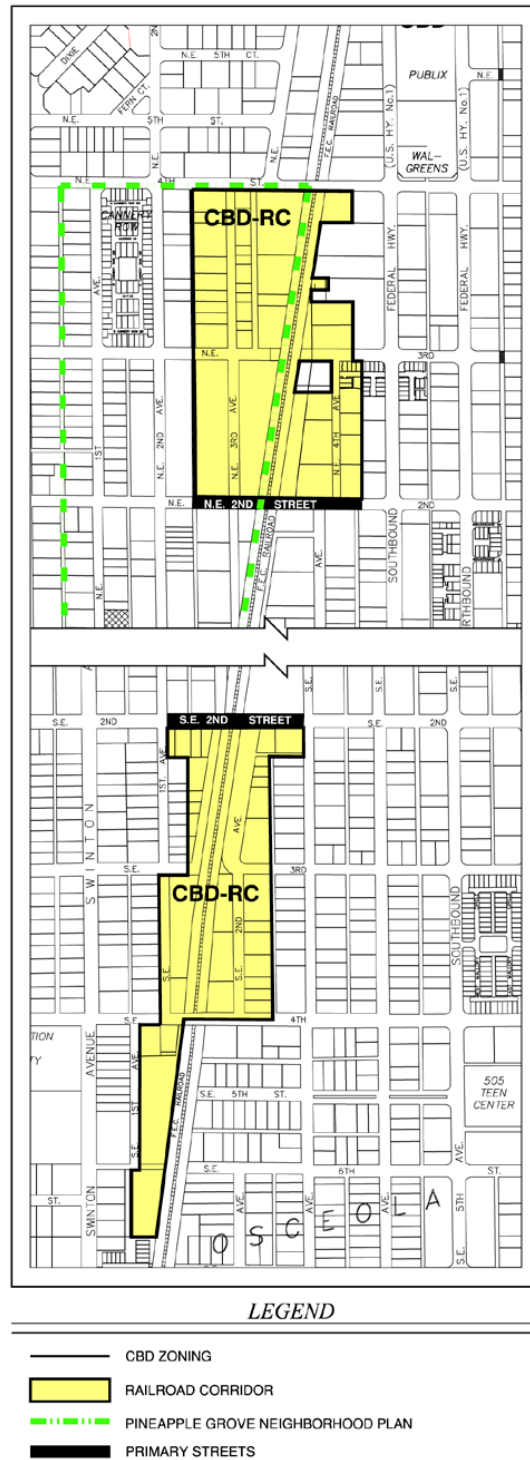 CBD
N.E. 5TH CT.
DIXIE
FERN CT.
PUBLIX
N.E.
(U.S. HY. No.1)
(U.S. HY. No.1)
N.E. 5TH ST.
F.E.C. RAILROAD
WAL-
GREENS
N.E. 4TH ST.
CANNERY
ROW
CBD-RC
FEDERAL HWY.
FEDERAL HWY.
AVE.
N.E. 3RD
N.E. 1ST
N.E. 2ND AVE.
N.E. 3RD AVE.
N.E. 4TH AVE.
N.E.
N.E. 2ND STREET
2ND
F.E.C. RAILROAD
AVE.
SOUTHBOUND
S.E. 2ND
S.E. 2ND STREET
S.E. 2ND
1ST AVE.
SWINTON
AVE.
S.E.
3RD
CBD-RC
SOUTHBOUND
S.E.
S.E. 2ND
S.E.
4TH
AVENUE
S.E. 1ST AVE.
F.E.C. RAILROAD
S.E. 5TH ST.
505
TEEN
CENTER
S.E.
6TH
ST.
ST.
SWINTON
AVE.
AVE.
AVE.
S.E. 5TH AVE.
OSCEOLA
LEGEND
CBD ZONING
RAILROAD CORRIDOR
PINEAPPLE GROVE NEIGHBORHOOD PLAN
PRIMARY STREETS